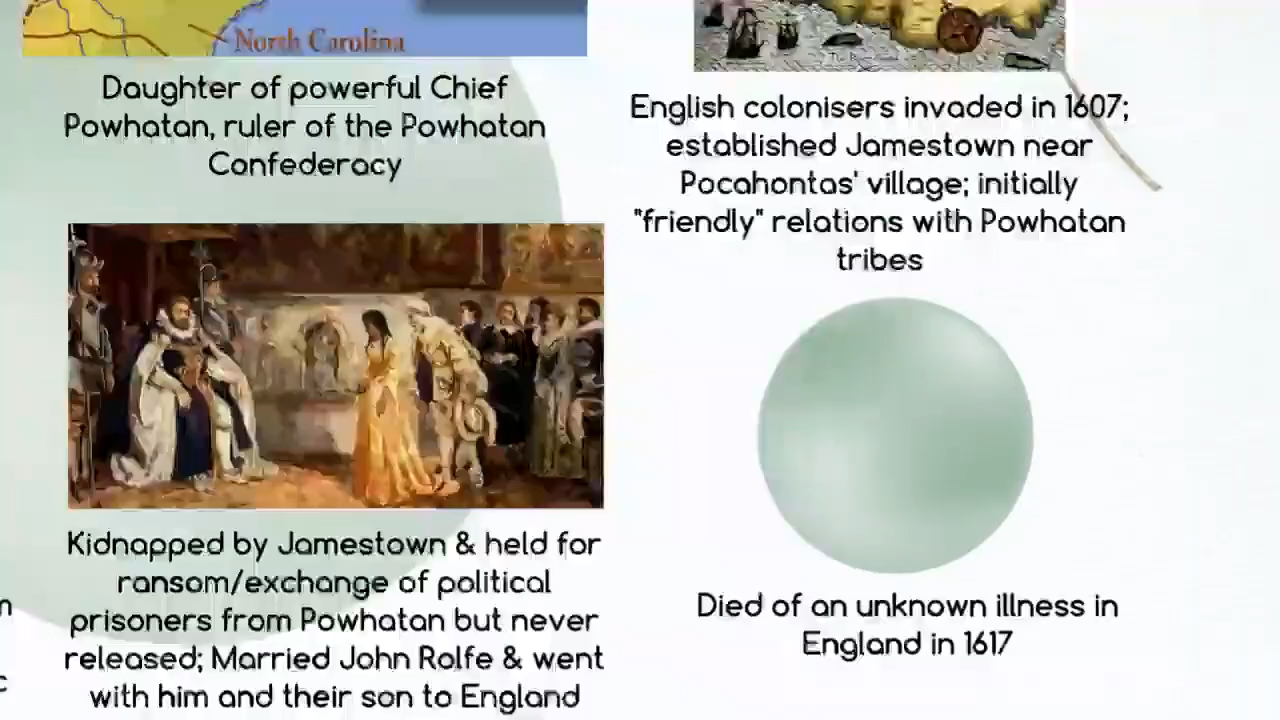 North Carolina
Daughter of powerful Chief
Powhatan, ruler of the Powhatan
Confederacy
English colonisers invaded in 1607;
established Jamestown near
Pocahontas' village; initially
"friendly" relations with Powhatan
tribes
Kidnapped by Jamestown & held for
ransom/exchange of political
prisoners from Powhatan but never
released; Married John Rolfe & went
with him and their son to England
Died of an unknown illness in
England in 1617